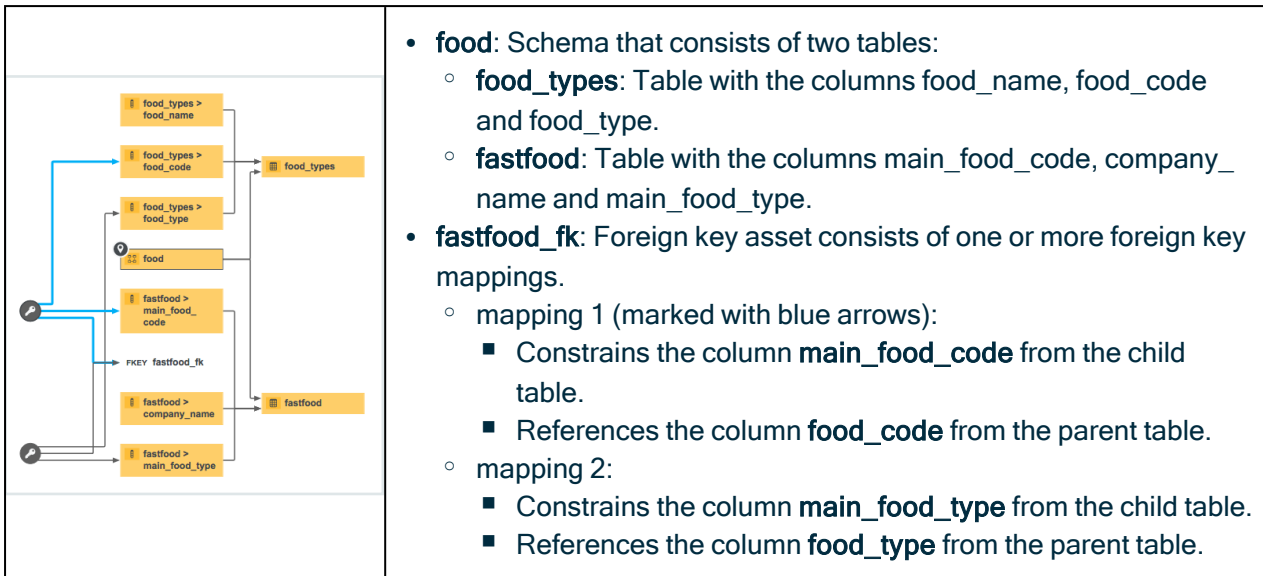 food_types >
food_name
food_types >
food_code
food_types
food_types >
food_type
food
fastfood >
main_food_
code
FKEY fastfood_fk
fastfood >
company_name
fastfood
fastfood >
main_food_type
• food: Schema that consists of two tables:
◦ food_types: Table with the columns food_name, food_code
and food_type.
◦ fastfood: Table with the columns main_food_code, company_
name and main_food_type.
• fastfood_fk: Foreign key asset consists of one or more foreign key
mappings.
◦ mapping 1 (marked with blue arrows):
■ Constrains the column main_food_code from the child
table.
■ References the column food_code from the parent table.
◦ mapping 2:
■ Constrains the column main_food_type from the child table.
■ References the column food_type from the parent table.